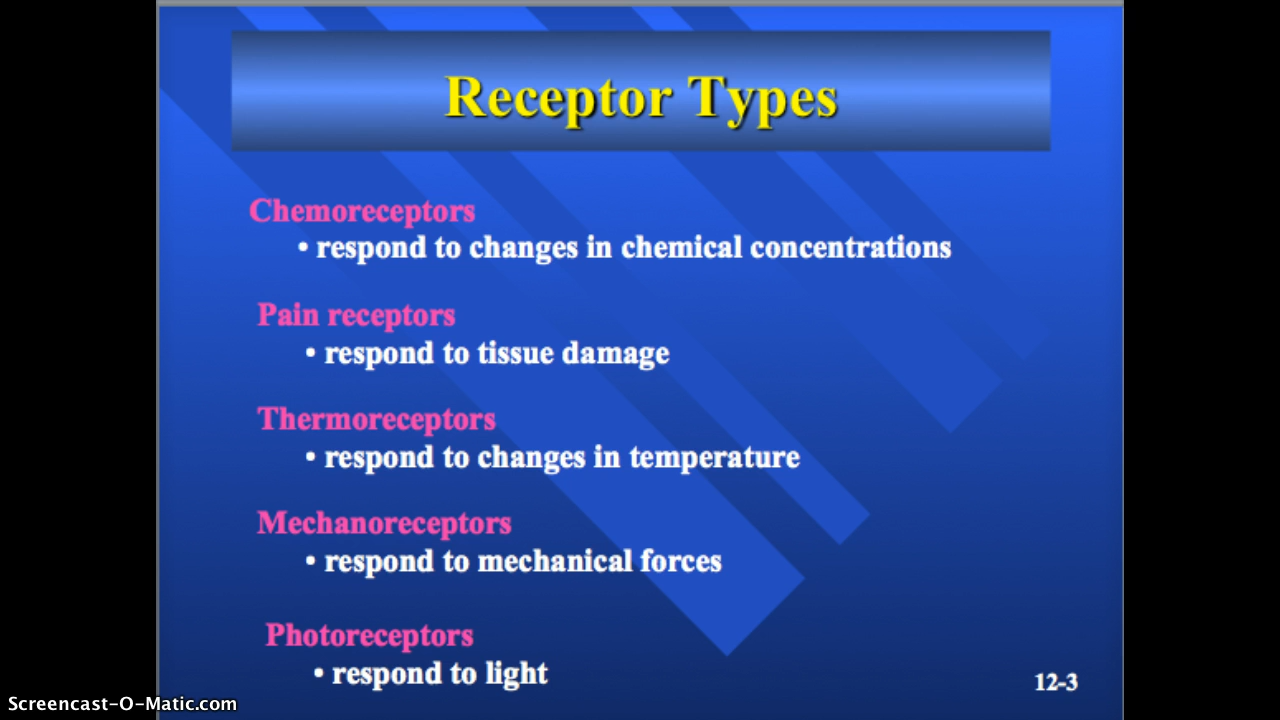 Receptor Types
Chemoreceptors
• respond to changes in chemical concentrations
Pain receptors
• respond to tissue damage
Thermoreceptors
• respond to changes in temperature
Mechanoreceptors
• respond to mechanical forces
Photoreceptors
• respond to light
12-3
Screencast-O-Matic.com